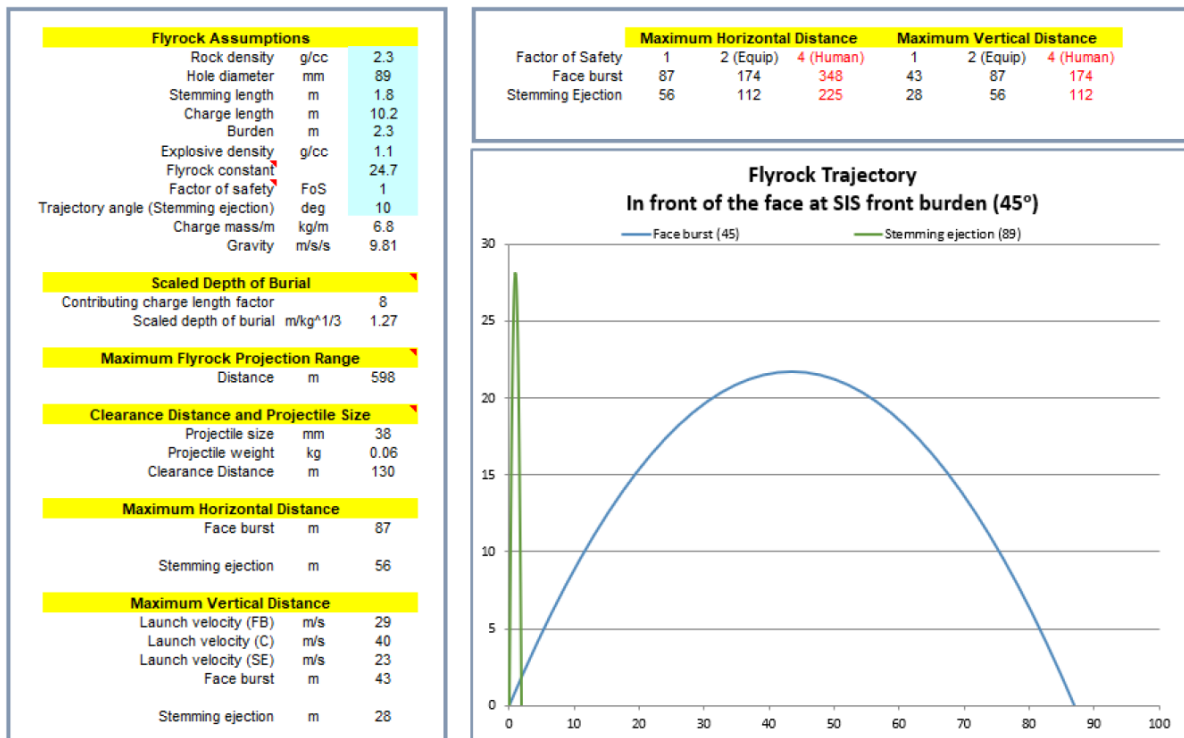 Flyrock Assumptions
Rock density g/cc 2.3
Hole diameter mm 89
Stemming length m 1.8
Charge length m 10.2
Burden m 2.3
Explosive density g/cc 1.1
Flyrock constant 24.7
Factor of safety FoS 1
Trajectory angle (Stemming ejection) deg 10
Charge mass/m kg/m 6.8
Gravity m/s/s 9.81
Scaled Depth of Burial
Contributing charge length factor 8
Scaled depth of burial m/kg^1/3 1.27
Maximum Flyrock Projection Range
Distance m 598
Clearance Distance and Projectile Size
Projectile size mm 38
Projectile weight kg 0.06
Clearance Distance m 130
Maximum Horizontal Distance
Face burst m 87
Stemming ejection m 56
Maximum Vertical Distance
Launch velocity (FB) m/s 29
Launch velocity (C) m/s 40
Launch velocity (SE) m/s 23
Face burst m 43
Stemming ejection m 28
Maximum Horizontal Distance Maximum Vertical Distance
Factor of Safety 1 2 (Equip) 4 (Human) 1 2 (Equip) 4 (Human)
Face burst 87 174 348 43 87 174
Stemming Ejection 56 112 225 28 56 112
Flyrock Trajectory
In front of the face at SIS front burden (45º)
Face burst (45) Stemming ejection (89)
30
25
20
15
10
5
0
0 10 20 30 40 50 60 70 80 90 100